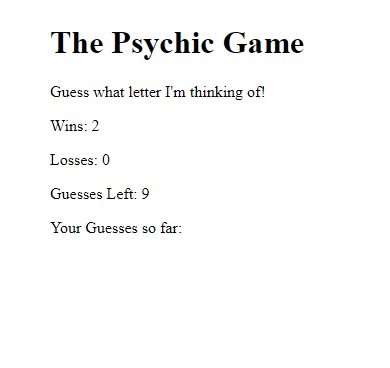 The Psychic Game
Guess what letter I'm thinking of!
Wins: 2
Losses: 0
Guesses Left: 9
Your Guesses so far: